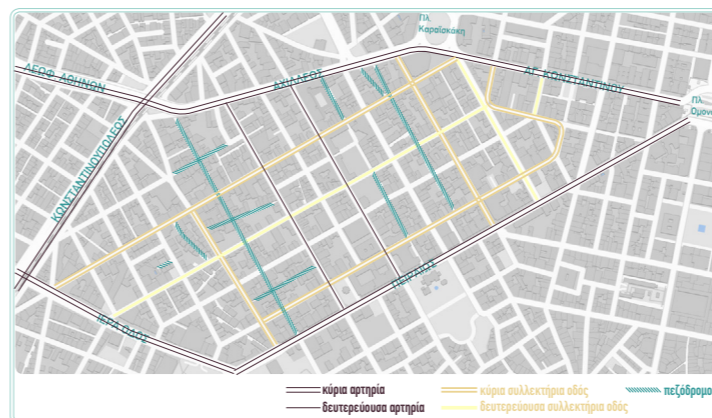 Πλ.
Καραϊσκάκη
ΛΕΩΦ. ΑΘΗΝΩΝ
ΑΧΙΛΛΕΩΣ
ΑΓ. ΚΩΝΣΤΑΝΤΙΝΟΥ
Πλ.
Ομονο
ΚΩΝΣΤΑΝΤΙΝΟΥΠΟΛΕΩΣ
ΠΕΙΡΑΙΩΣ
ΙΕΡΑ ΟΔΟΣ
κύρια αρτηρία
κύρια συλλεκτήρια οδός
πεζόδρομο
δευτερεύουσα αρτηρία
δευτερεύουσα συλλεκτήρια οδός